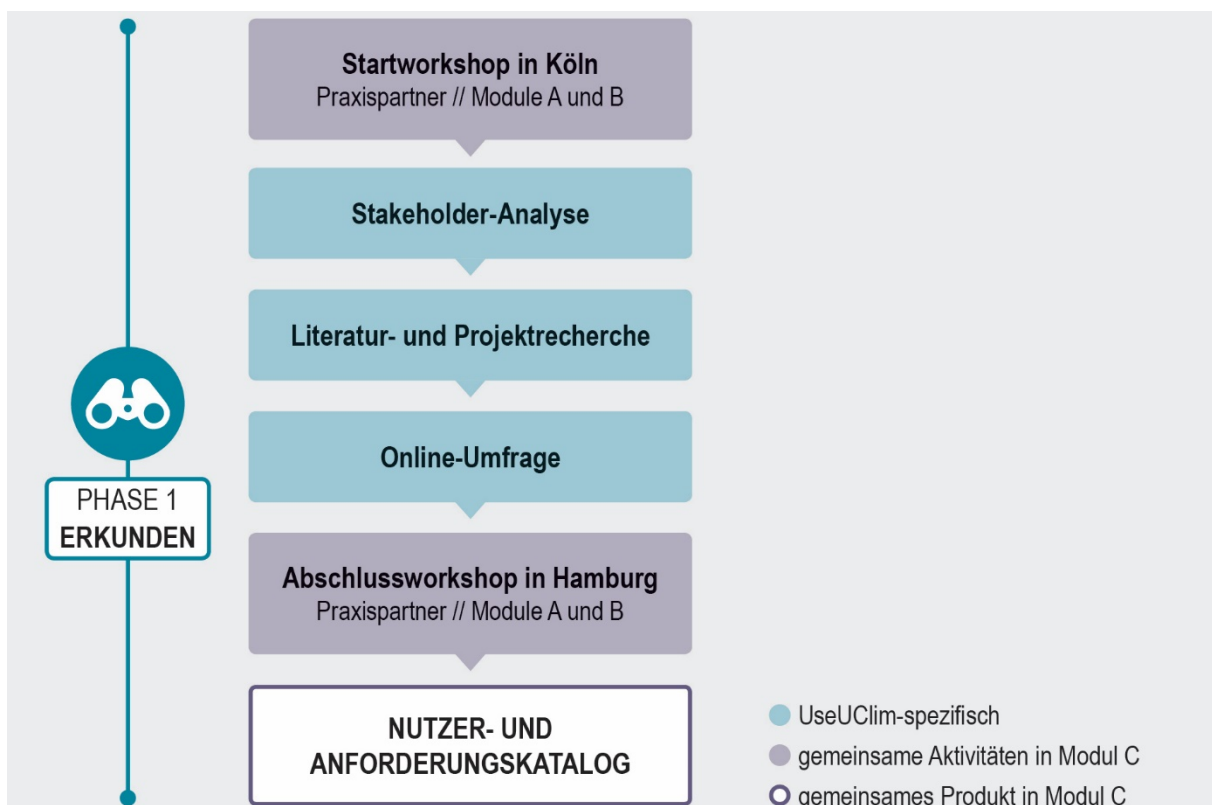 Startworkshop in Köln
Praxispartner // Module A und B
Stakeholder-Analyse
Literatur- und Projektrecherche
Online-Umfrage
PHASE 1
ERKUNDEN
Abschlussworkshop in Hamburg
Praxispartner // Module A und B
NUTZER- UND
ANFORDERUNGSKATALOG
UseUClim-spezifisch
gemeinsame Aktivitäten in Modul C
gemeinsames Produkt in Modul C